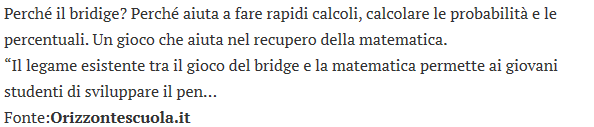 Perché il bridige? Perché aiuta a fare rapidi calcoli, calcolare le probabilità e le
percentuali. Un gioco che aiuta nel recupero della matematica.
“Il legame esistente tra il gioco del bridge e la matematica permette ai giovani
studenti di sviluppare il pen...
Fonte:Orizzontescuola.it